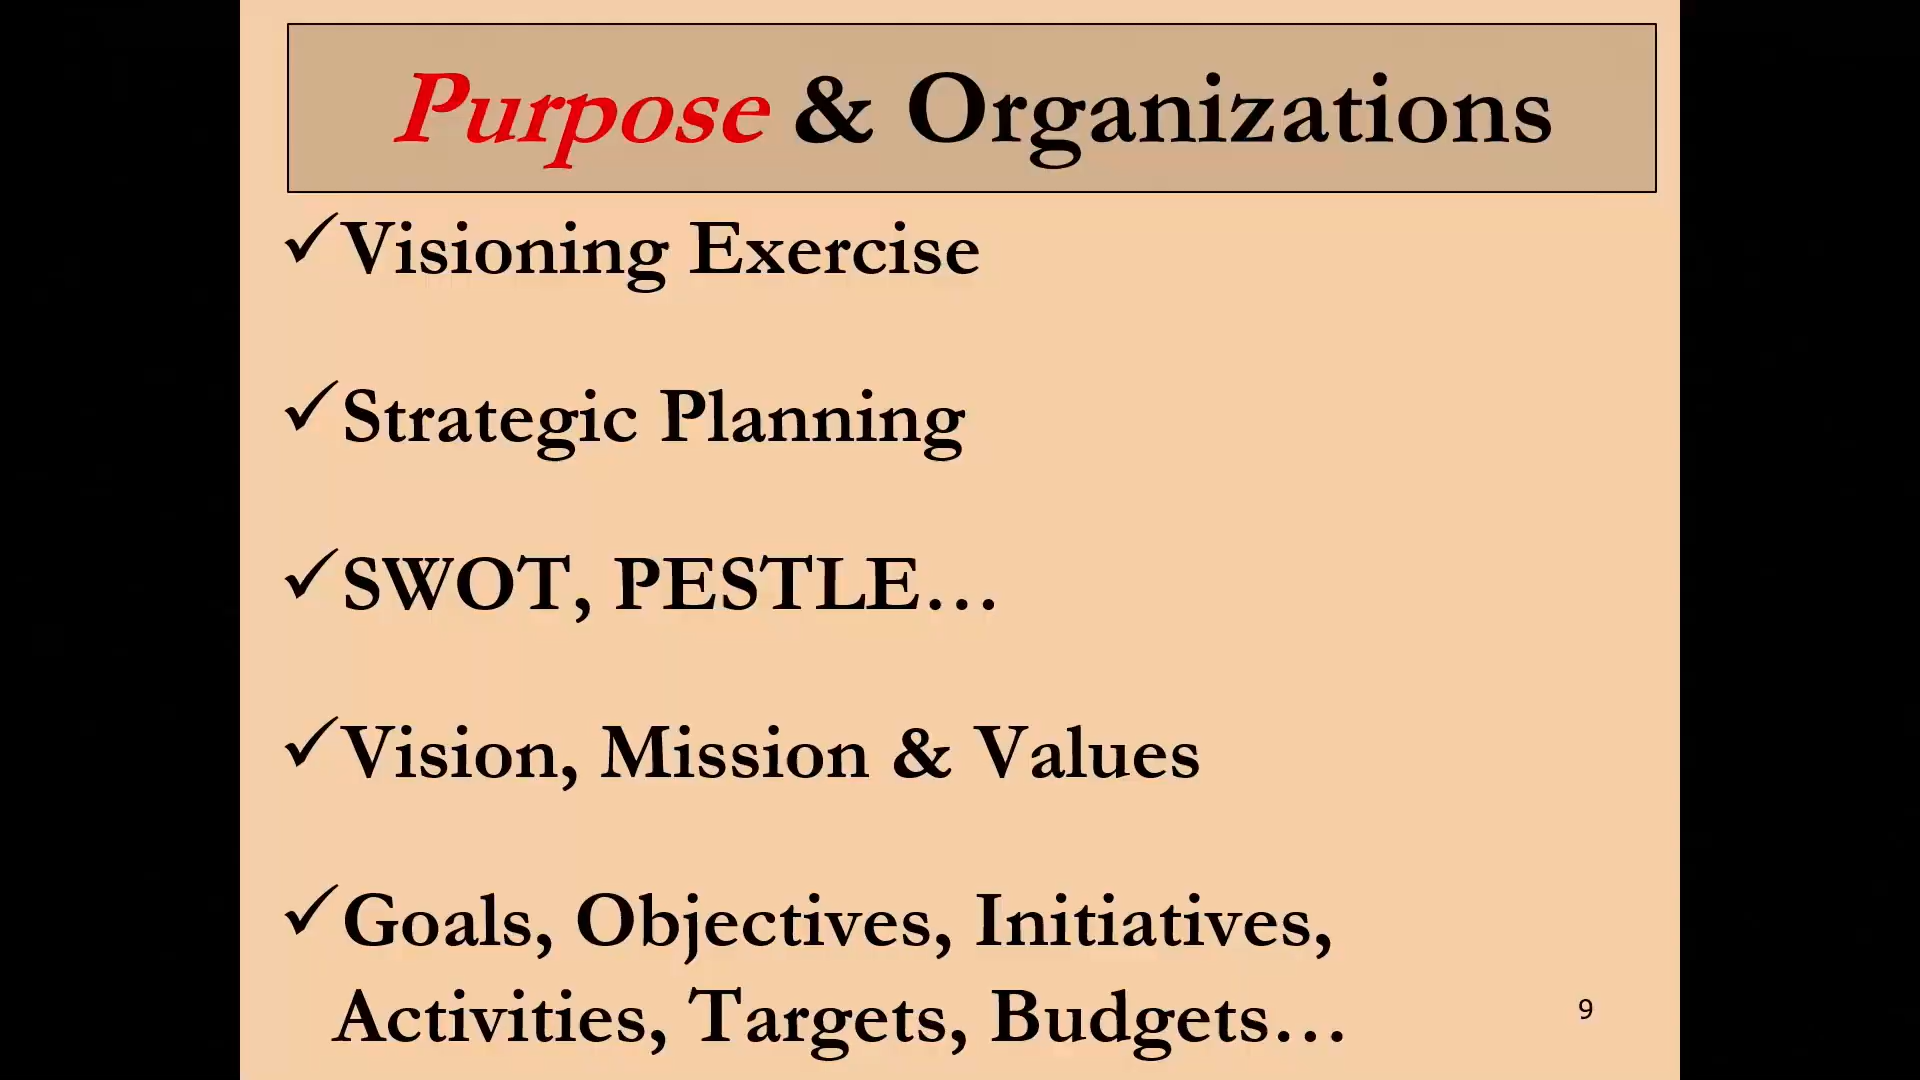 Purpose & Organizations
✓Visioning Exercise
✓Strategic Planning
✓SWOT, PESTLE…
✓Vision, Mission & Values
✓Goals, Objectives, Initiatives,
Activities, Targets, Budgets…
9